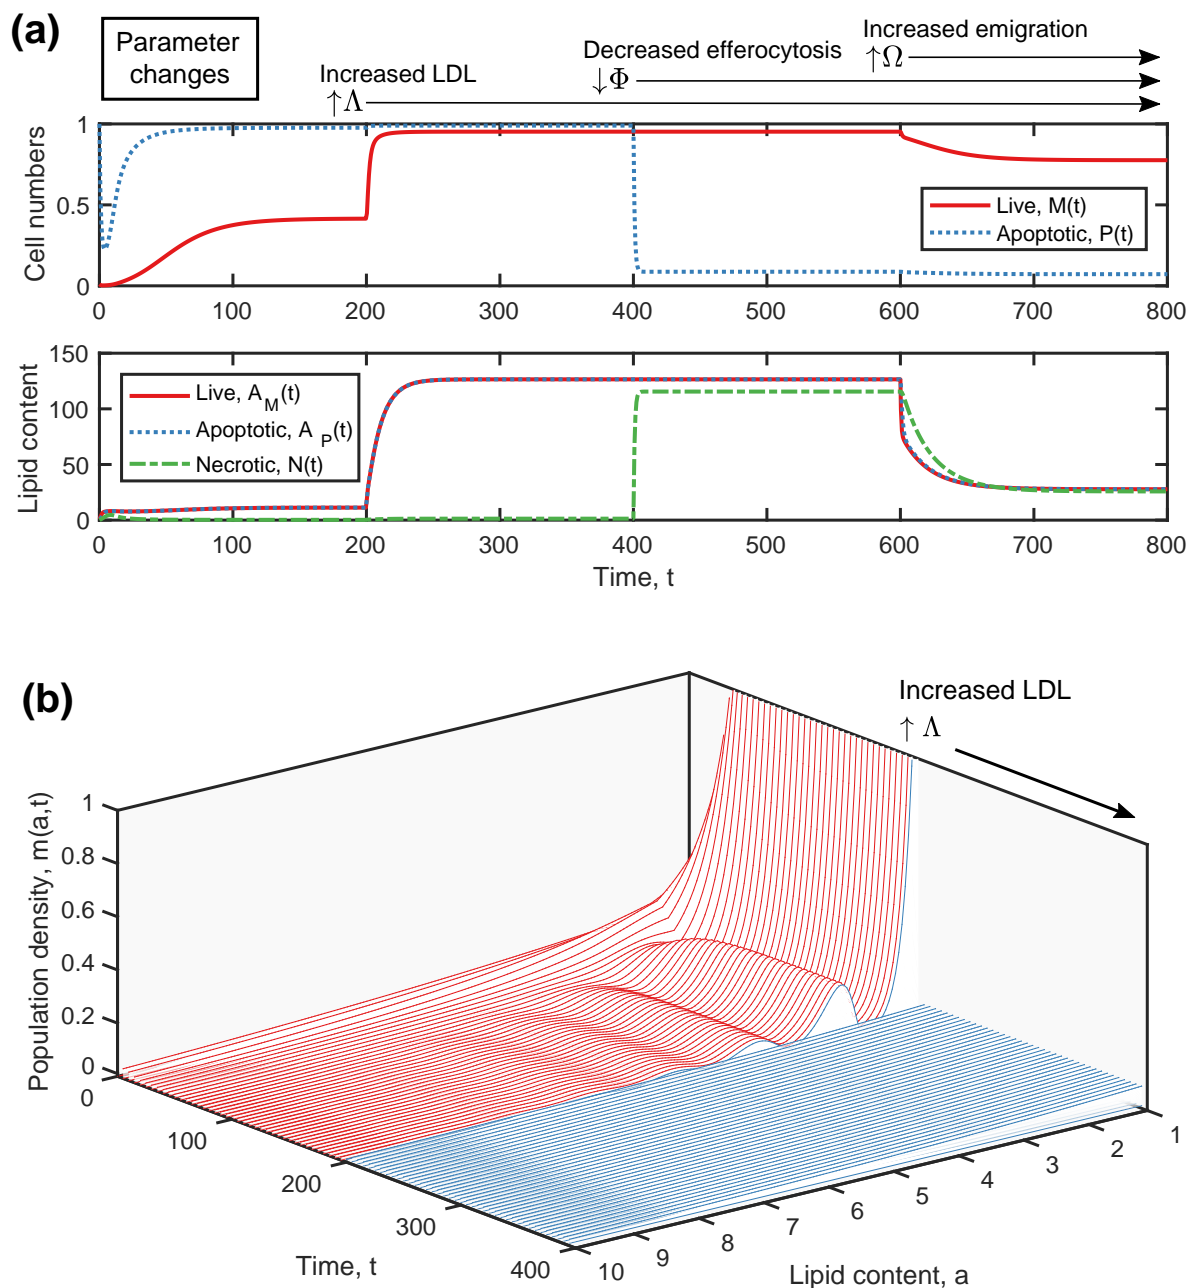 (a)
Parameter
changes
Increased LDL
↑Λ
Decreased efferocytosis
↓Φ
Increased emigration
↑Ω
Cell numbers
1
0.5
0
Live, M(t)
Apoptotic, P(t)
0 100 200 300 400 500 600 700 800
Lipid content
150
100
50
0
Live, A_M(t)
Apoptotic, A_P(t)
Necrotic, N(t)
0 100 200 300 400 500 600 700 800
Time, t
(b)
Increased LDL
↑ Λ
Population density, m(a,t)
1
0.8
0.6
0.4
0.2
0
0
100
200
300
400
Time, t
10 9 8 7 6 5 4 3 2 1
Lipid content, a